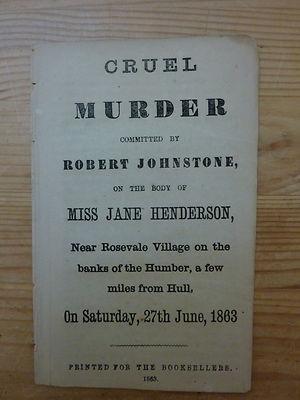 CRUEL
MURDER
COMMITTED BY
ROBERT JOHNSTONE,
ON THE BODY OF
MISS JANE HENDERSON,
Near Rosevale Village on the
banks of the Humber, a few
miles from Hull,
On Saturday, 27th June, 1863
PRINTED FOR THE BOOKSELLERS.
1863.